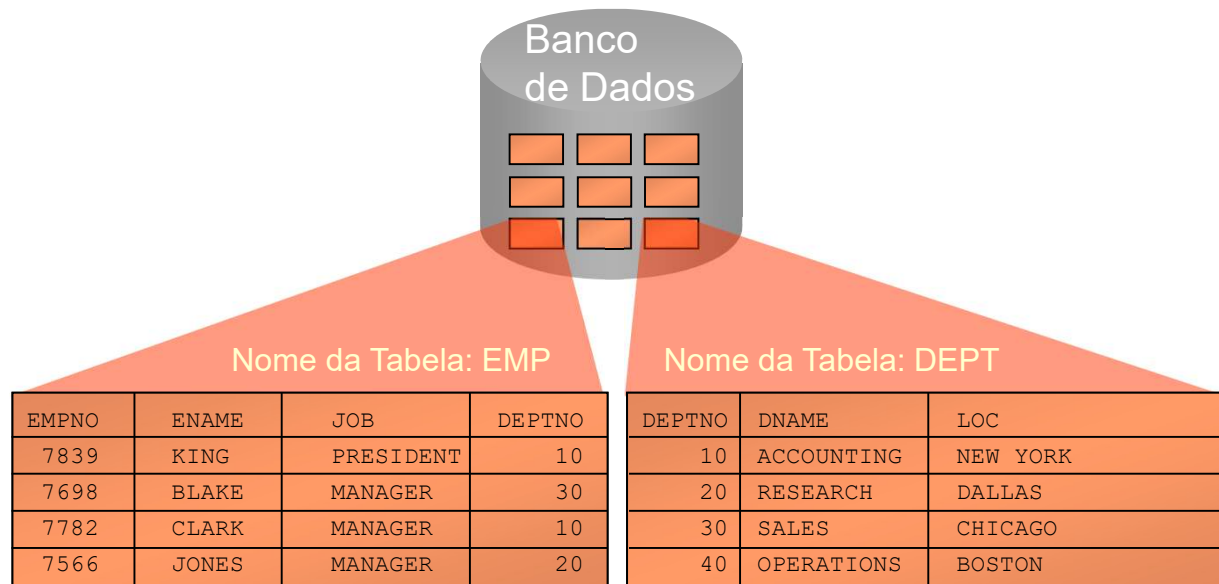 Banco
de Dados
Nome da Tabela: EMP
EMPNO ENAME JOB DEPTNO
7839 KING PRESIDENT 10
7698 BLAKE MANAGER 30
7782 CLARK MANAGER 10
7566 JONES MANAGER 20
Nome da Tabela: DEPT
DEPTNO DNAME LOC
10 ACCOUNTING NEW YORK
20 RESEARCH DALLAS
30 SALES CHICAGO
40 OPERATIONS BOSTON